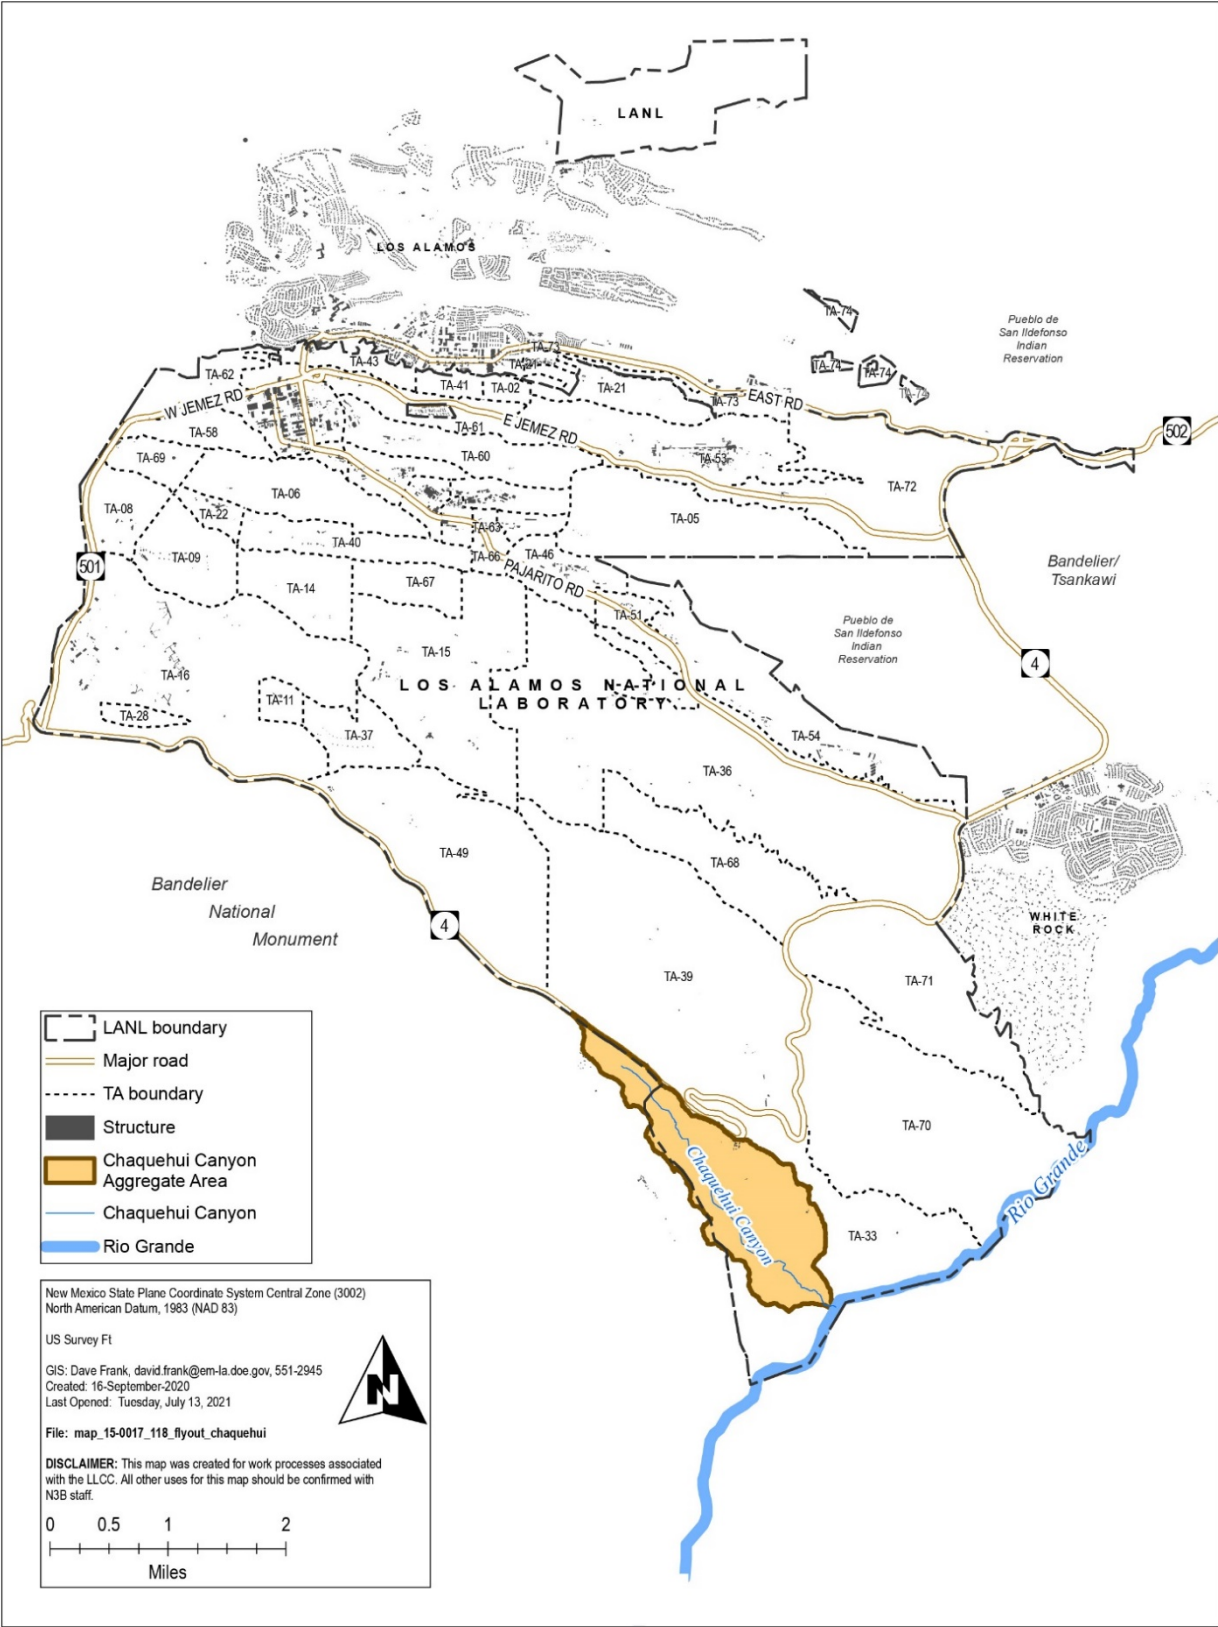 LANL
LOS ALAMOS
TA-74
Pueblo de
San Ildefonso
Indian
Reservation
TA-73
TA-43
TA-21
TA-74
TA-74
TA-62
TA-41
TA-02
TA-21
TA-74
W JEMEZ RD
TA-73
EAST RD
TA-58
TA-61
E JEMEZ RD
502
TA-69
TA-60
TA-53
TA-06
TA-72
TA-08
TA-22
TA-05
TA-63
TA-40
TA-09
TA-66
TA-46
501
PAJARITO RD
Bandelier/
Tsankawi
TA-14
TA-67
TA-51
Pueblo de
San Ildefonso
Indian
Reservation
TA-15
4
TA-16
LOS ALAMOS NATIONAL
LABORATORY
TA-11
TA-28
TA-37
TA-54
TA-36
TA-49
TA-68
Bandelier
National
Monument
4
WHITE
ROCK
TA-39
TA-71
TA-70
Chaquehui Canyon
Rio Grande
TA-33
LANL boundary
Major road
TA boundary
Structure
Chaquehui Canyon
Aggregate Area
Chaquehui Canyon
Rio Grande
New Mexico State Plane Coordinate System Central Zone (3002)
North American Datum, 1983 (NAD 83)
US Survey Ft
GIS: Dave Frank, david.frank@em-la.doe.gov, 551-2945
Created: 16-September-2020
Last Opened: Tuesday, July 13, 2021
N
File: map_15-0017_118_flyout_chaquehui
DISCLAIMER: This map was created for work processes associated
with the LLCC. All other uses for this map should be confirmed with
N3B staff.
0 0.5 1 2
Miles